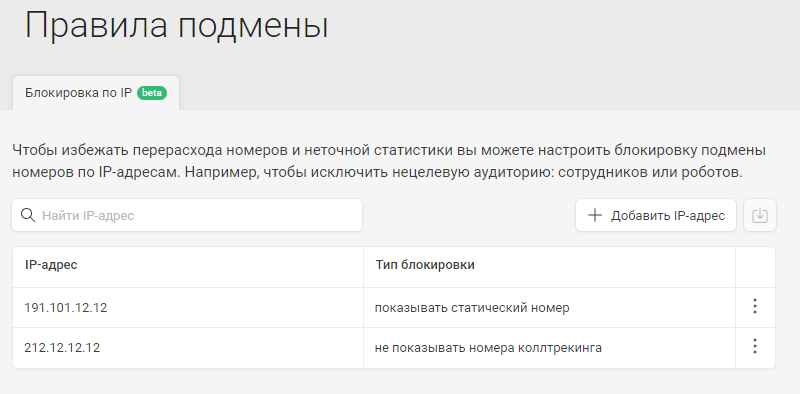 Правила подмены
Блокировка по IP beta
Чтобы избежать перерасхода номеров и неточной статистики вы можете настроить блокировку подмены
номеров по IP-адресам. Например, чтобы исключить нецелевую аудиторию: сотрудников или роботов.
Найти IP-адрес
Добавить IP-адрес
IP-адрес Тип блокировки
191.101.12.12 показывать статический номер
212.12.12.12 не показывать номера коллтрекинга